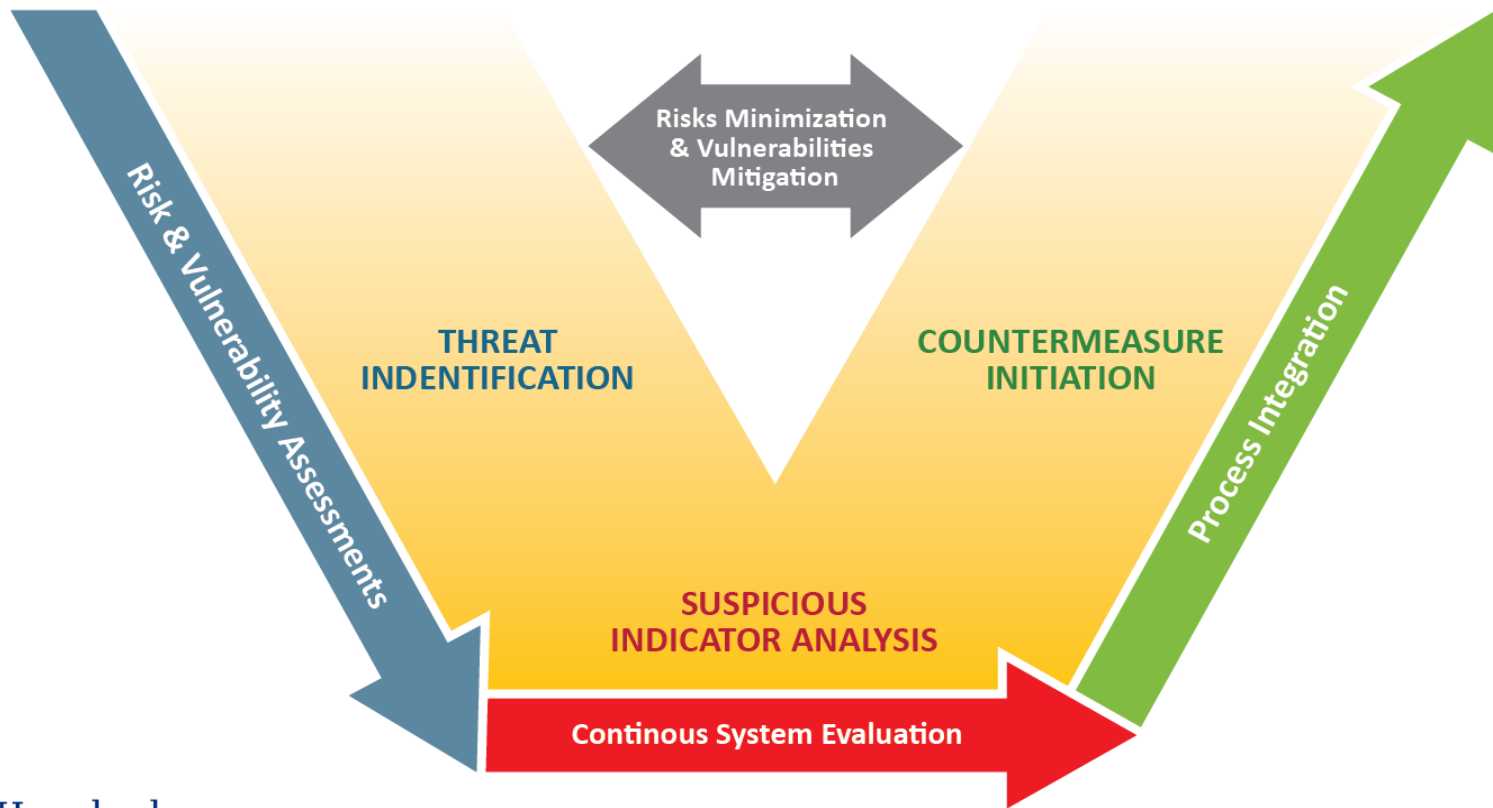 Risks Minimization
& Vulnerabilities
Mitigation
Risk & Vulnerability Assessments
THREAT
INDENTIFICATION
COUNTERMEASURE
INITIATION
Process Integration
SUSPICIOUS
INDICATOR ANALYSIS
Continous System Evaluation